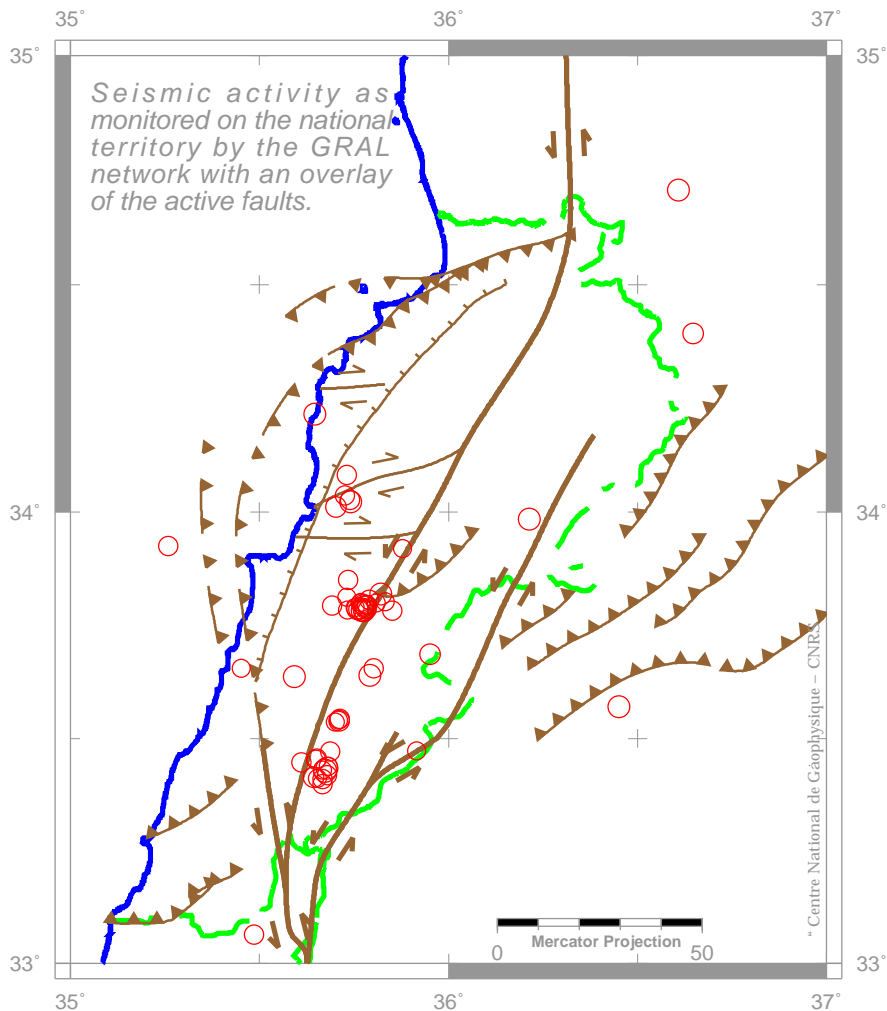 35°
36°
37°
35°
35°
Seismic activity as
monitored on the national
territory by the GRAL
network with an overlay
of the active faults.
34°
34°
" Centre National de Géophysique – CNRS
Mercator Projection
0
50
33°
33°
35°
36°
37°